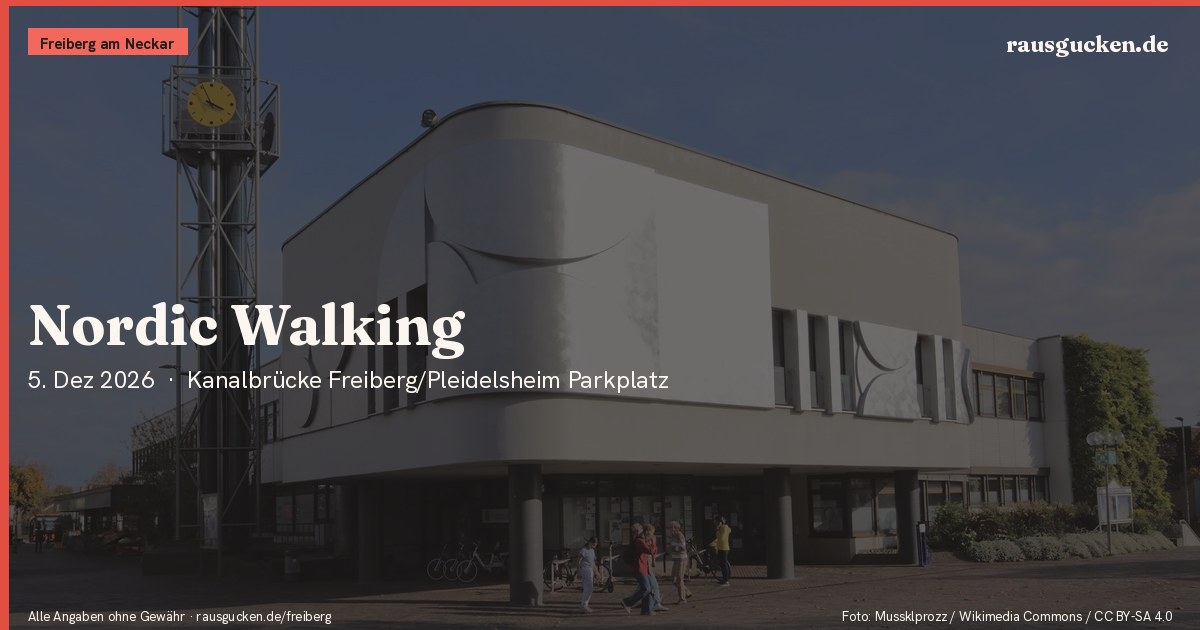 Freiberg am Neckar
rausgucken.de
Nordic Walking
5. Dez 2026 · Kanalbrücke Freiberg/Pleidelsheim Parkplatz
Alle Angaben ohne Gewähr · rausgucken.de/freiberg
Foto: Mussklprozz / Wikimedia Commons / CC BY-SA 4.0